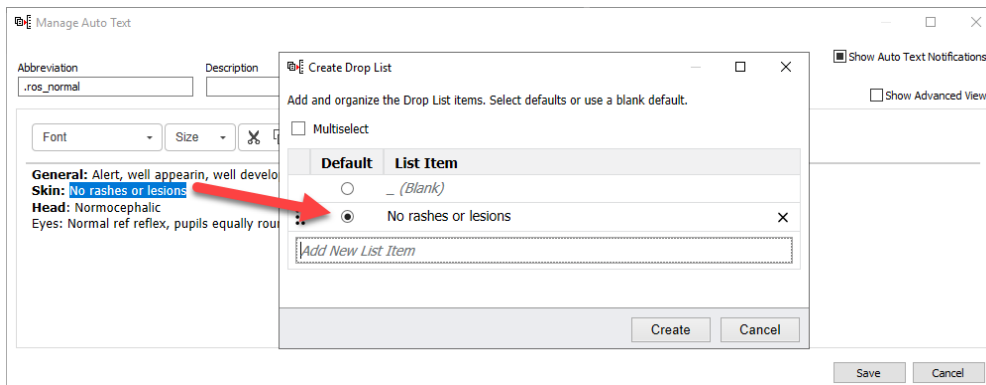 Manage Auto Text
Abbreviation
Description
.ros_normal
Show Auto Text Notifications
Show Advanced View
Font
Size
General: Alert, well appearin, well develo
Skin: No rashes or lesions
Head: Normocephalic
Eyes: Normal ref reflex, pupils equally rou
Create Drop List
Add and organize the Drop List items. Select defaults or use a blank default.
Multiselect
Default List Item
_ (Blank)
No rashes or lesions
Add New List Item
Create Cancel
Save Cancel